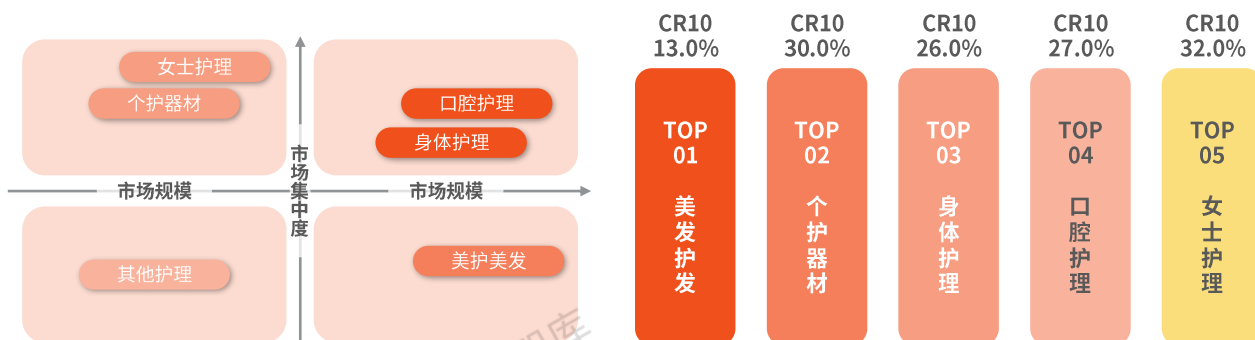 女士护理
个护器材
口腔护理
身体护理
市场规模
市场集中度
市场规模
其他护理
美护美发
CR10
13.0%
TOP
01
美发护发
CR10
30.0%
TOP
02
个护器材
CR10
26.0%
TOP
03
身体护理
CR10
27.0%
TOP
04
口腔护理
CR10
32.0%
TOP
05
女士护理